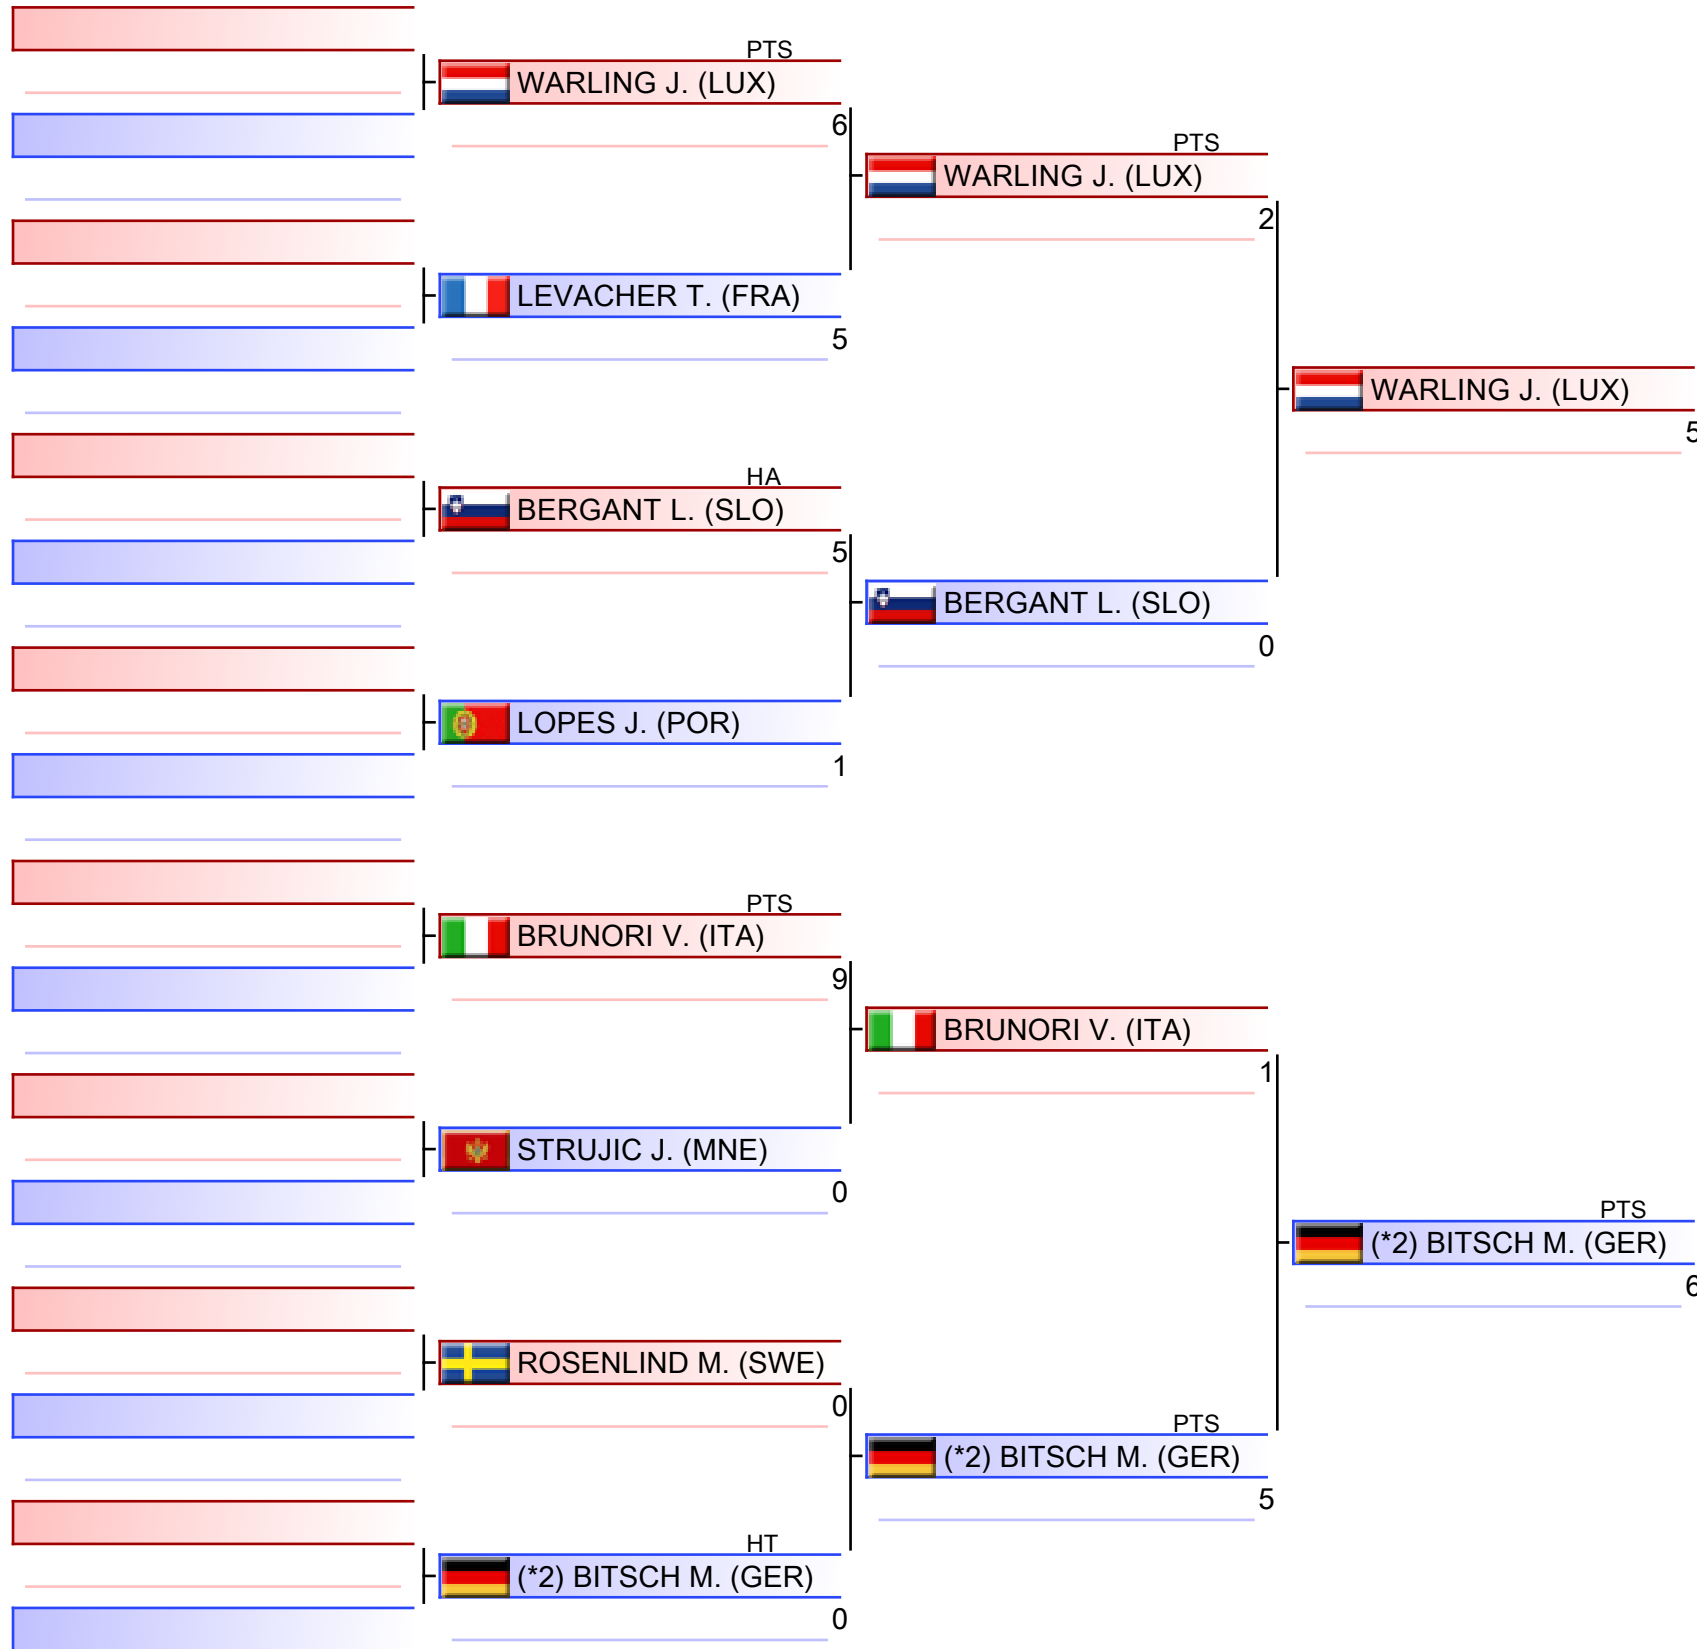 PTS
WARLING J. (LUX)
6
PTS
WARLING J. (LUX)
2
LEVACHER T. (FRA)
5
WARLING J. (LUX)
5
HA
BERGANT L. (SLO)
5
BERGANT L. (SLO)
0
LOPES J. (POR)
1
PTS
BRUNORI V. (ITA)
9
BRUNORI V. (ITA)
1
STRUJIC J. (MNE)
0
PTS
(*2) BITSCH M. (GER)
6
ROSENLIND M. (SWE)
0
PTS
(*2) BITSCH M. (GER)
5
HT
(*2) BITSCH M. (GER)
0